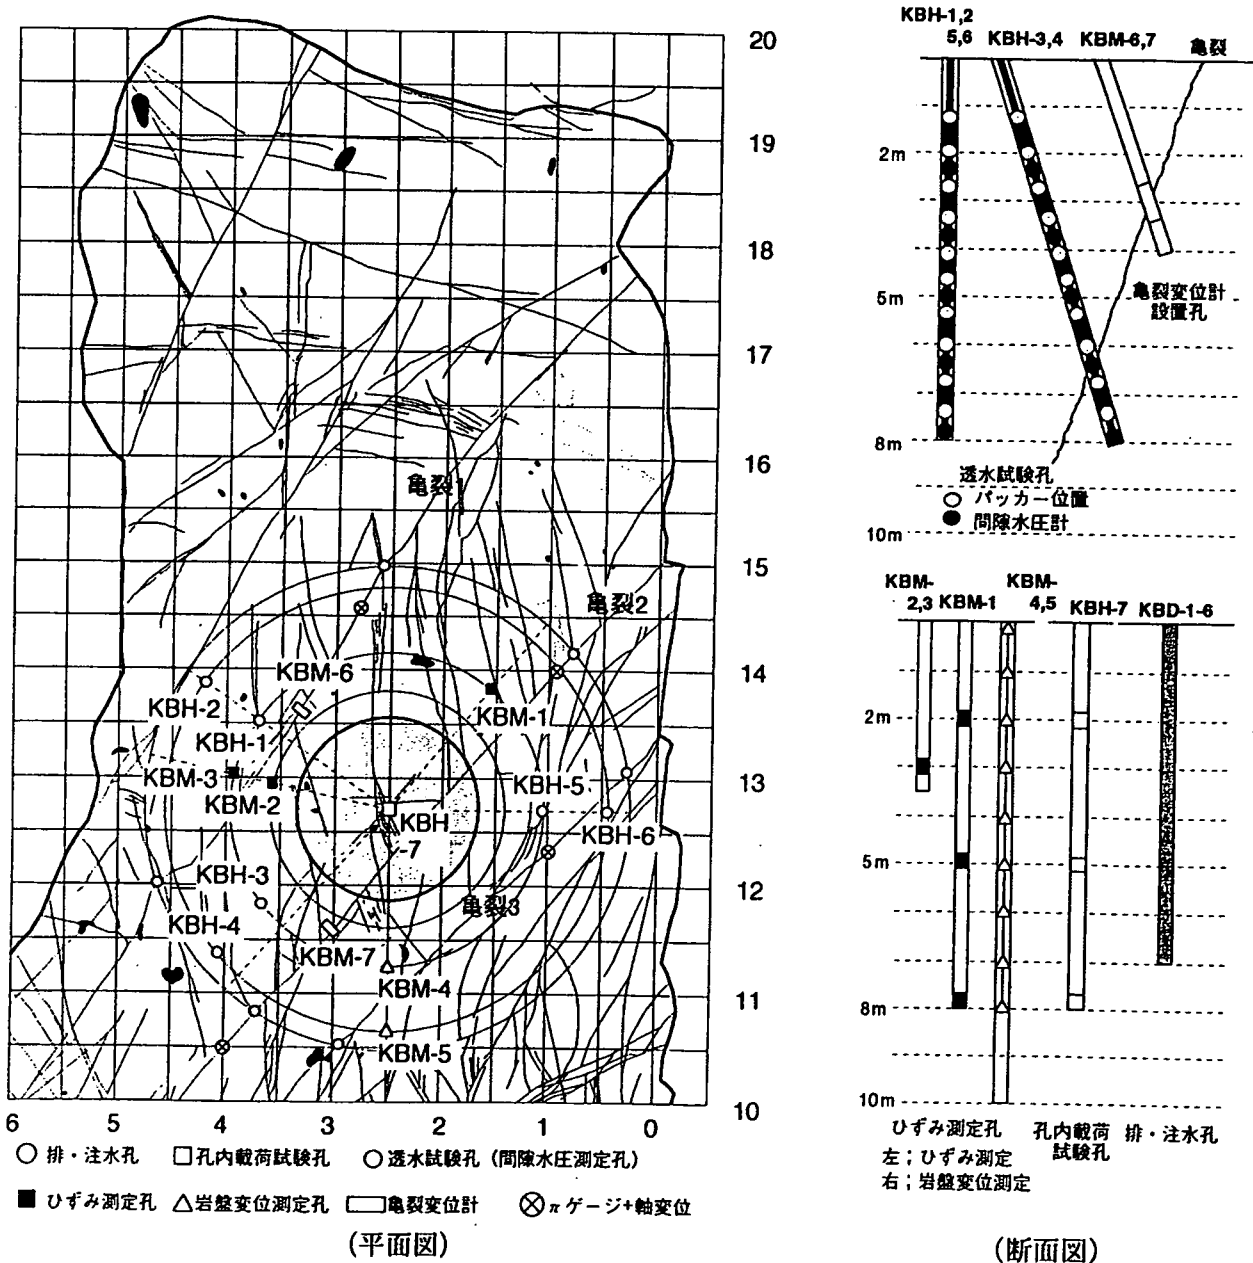 20
19
18
17
16
15
14
13
12
11
10
6 5 4 3 2 1 0
亀裂1
亀裂2
KBM-6
KBH-2
KBM-1
KBH-1
KBM-3
KBH-5
KBM-2
KBH
-7
KBH-6
KBH-3
亀裂3
KBH-4
KBM-7
KBM-4
KBM-5
○ 排・注水孔 □孔内載荷試験孔 ○透水試験孔（間隙水圧測定孔）
■ ひずみ測定孔 △岩盤変位測定孔 亀裂変位計 ⊗πゲージ+軸変位
(平面図)
KBH-1,2
5,6 KBH-3,4 KBM-6,7 亀裂
2m
5m
亀裂変位計
設置孔
8m
透水試験孔
○ パッカー位置
● 間隙水圧計
10m
KBM-
2,3 KBM-1 KBM-
4,5 KBH-7 KBD-1-6
2m
5m
8m
10m
ひずみ測定孔
左；ひずみ測定
右；岩盤変位測定
孔内載荷
試験孔
排・注水孔
(断面図)